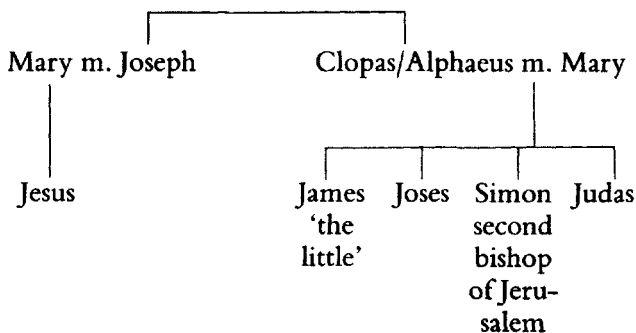 Mary m. Joseph Clopas/Alphaeus m. Mary
Jesus James Joses Simon Judas
'the second
little' bishop
of Jeru-
salem